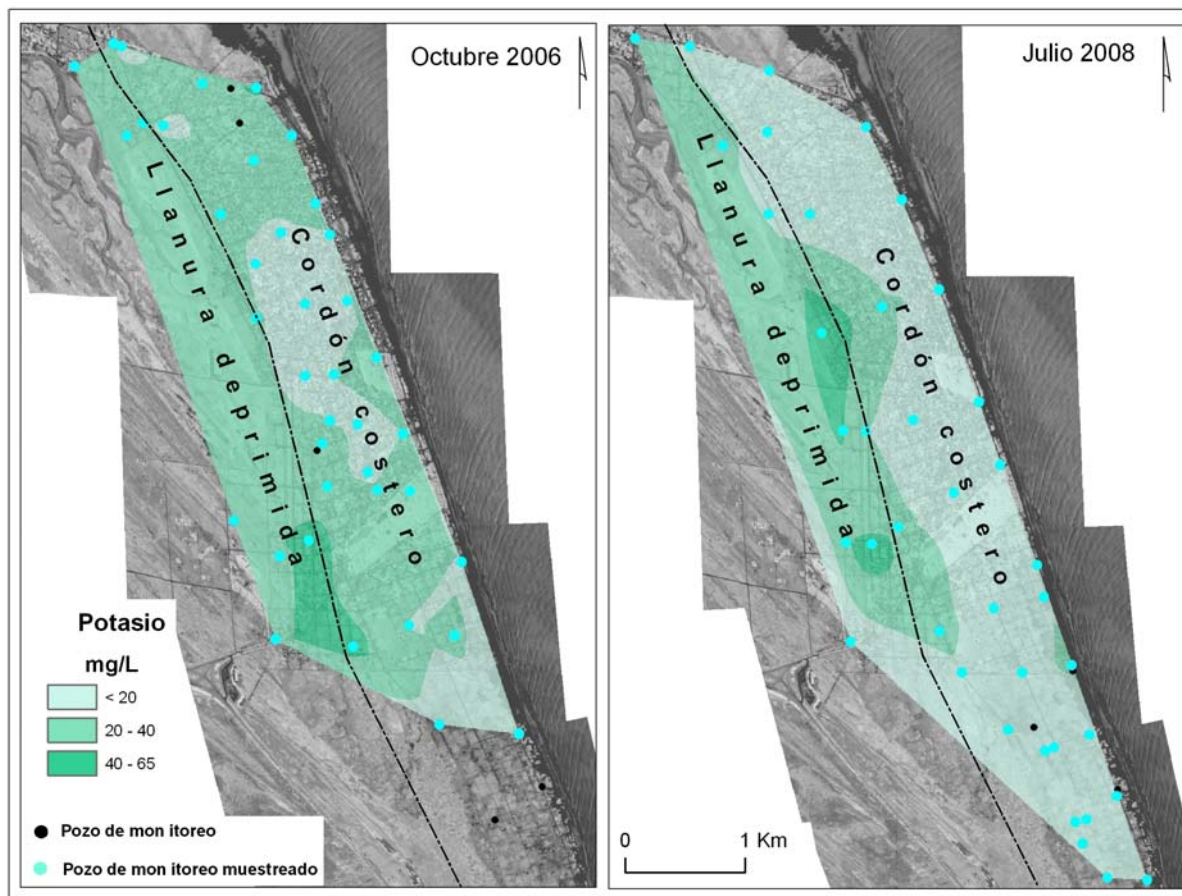 Octubre 2006
Llanura deprimida
Cordón costero
Potasio
mg/L
< 20
20 - 40
40 - 65
Pozo de mon itoreo
Pozo de mon itoreo muestreado
Julio 2008
Llanura deprimida
Cordón costero
0 1 Km